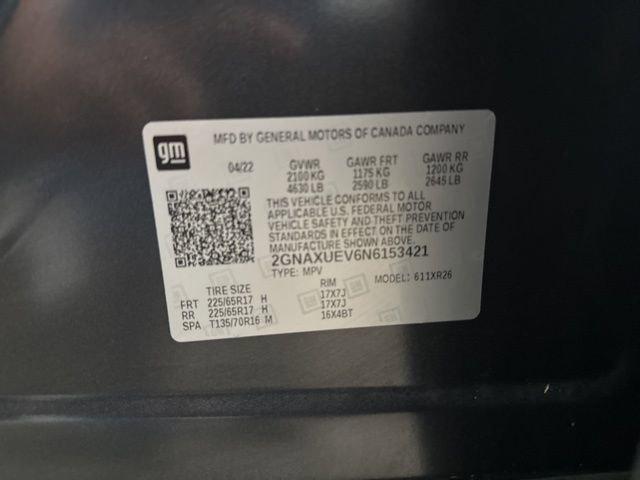 gm
MFD BY GENERAL MOTORS OF CANADA COMPANY
04/22 GVWR GAWR FRT GAWR RR
2100 KG 1175 KG 1200 KG
4630 LB 2590 LB 2645 LB
THIS VEHICLE CONFORMS TO ALL
APPLICABLE U.S. FEDERAL MOTOR
VEHICLE SAFETY AND THEFT PREVENTION
STANDARDS IN EFFECT ON THE DATE OF
MANUFACTURE SHOWN ABOVE.
2GNAXUEV6N6153421
TYPE: MPV MODEL: 611XR26
TIRE SIZE RIM
FRT 225/65R17 H 17X7J
RR 225/65R17 H 17X7J
SPA T135/70R16 M 16X4BT